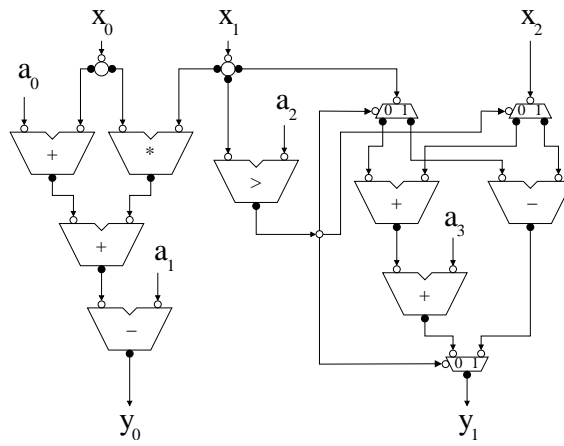 x0 x1 x2
a0 a2 0 1 0 1
+ * > + −
+ a1 a3
− +
0 1
y0 y1